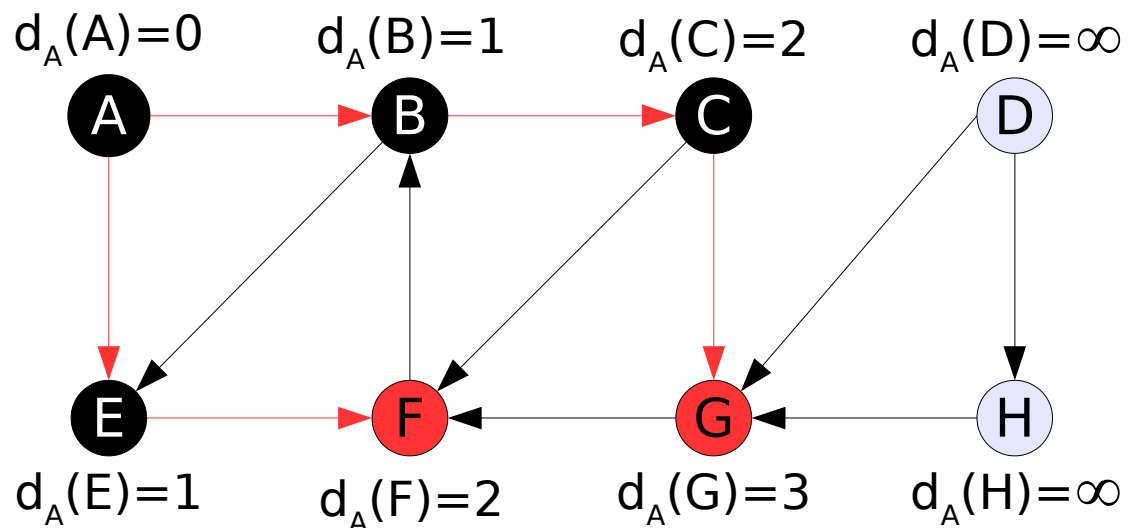 d_A(A)=0 d_A(B)=1 d_A(C)=2 d_A(D)=∞
A B C D
E F G H
d_A(E)=1 d_A(F)=2 d_A(G)=3 d_A(H)=∞